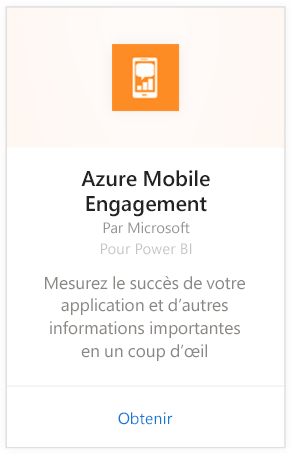 Azure Mobile
Engagement
Par Microsoft
Pour Power BI
Mesurez le succès de votre
application et d’autres
informations importantes
en un coup d’œil
Obtenir